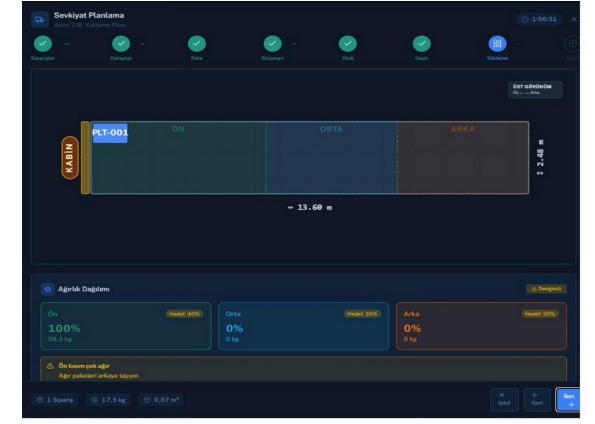 Sevkiyat Planlama
Adım 7/8: Yükleme Planı
1:56:31
Siparişler
Detaylar
Rota
Ekipman
Stok
Depo
Yükleme
ÜST GÖRÜNÜM
KABİN
PLT-001
ÖN
ORTA
ARKA
↔ 13.60 m
↕ 2.48 m
Ağırlık Dağılımı
⚠ Dengesiz
Ön
Hedef: 40%
100%
98.5 kg
Orta
Hedef: 30%
0%
0 kg
Arka
Hedef: 30%
0%
0 kg
⚠ Ön kısım çok ağır
Ağır paletleri arkaya taşıyın
1 Sipariş
17.5 kg
0.07 m³
× İptal
← Geri
İleri →